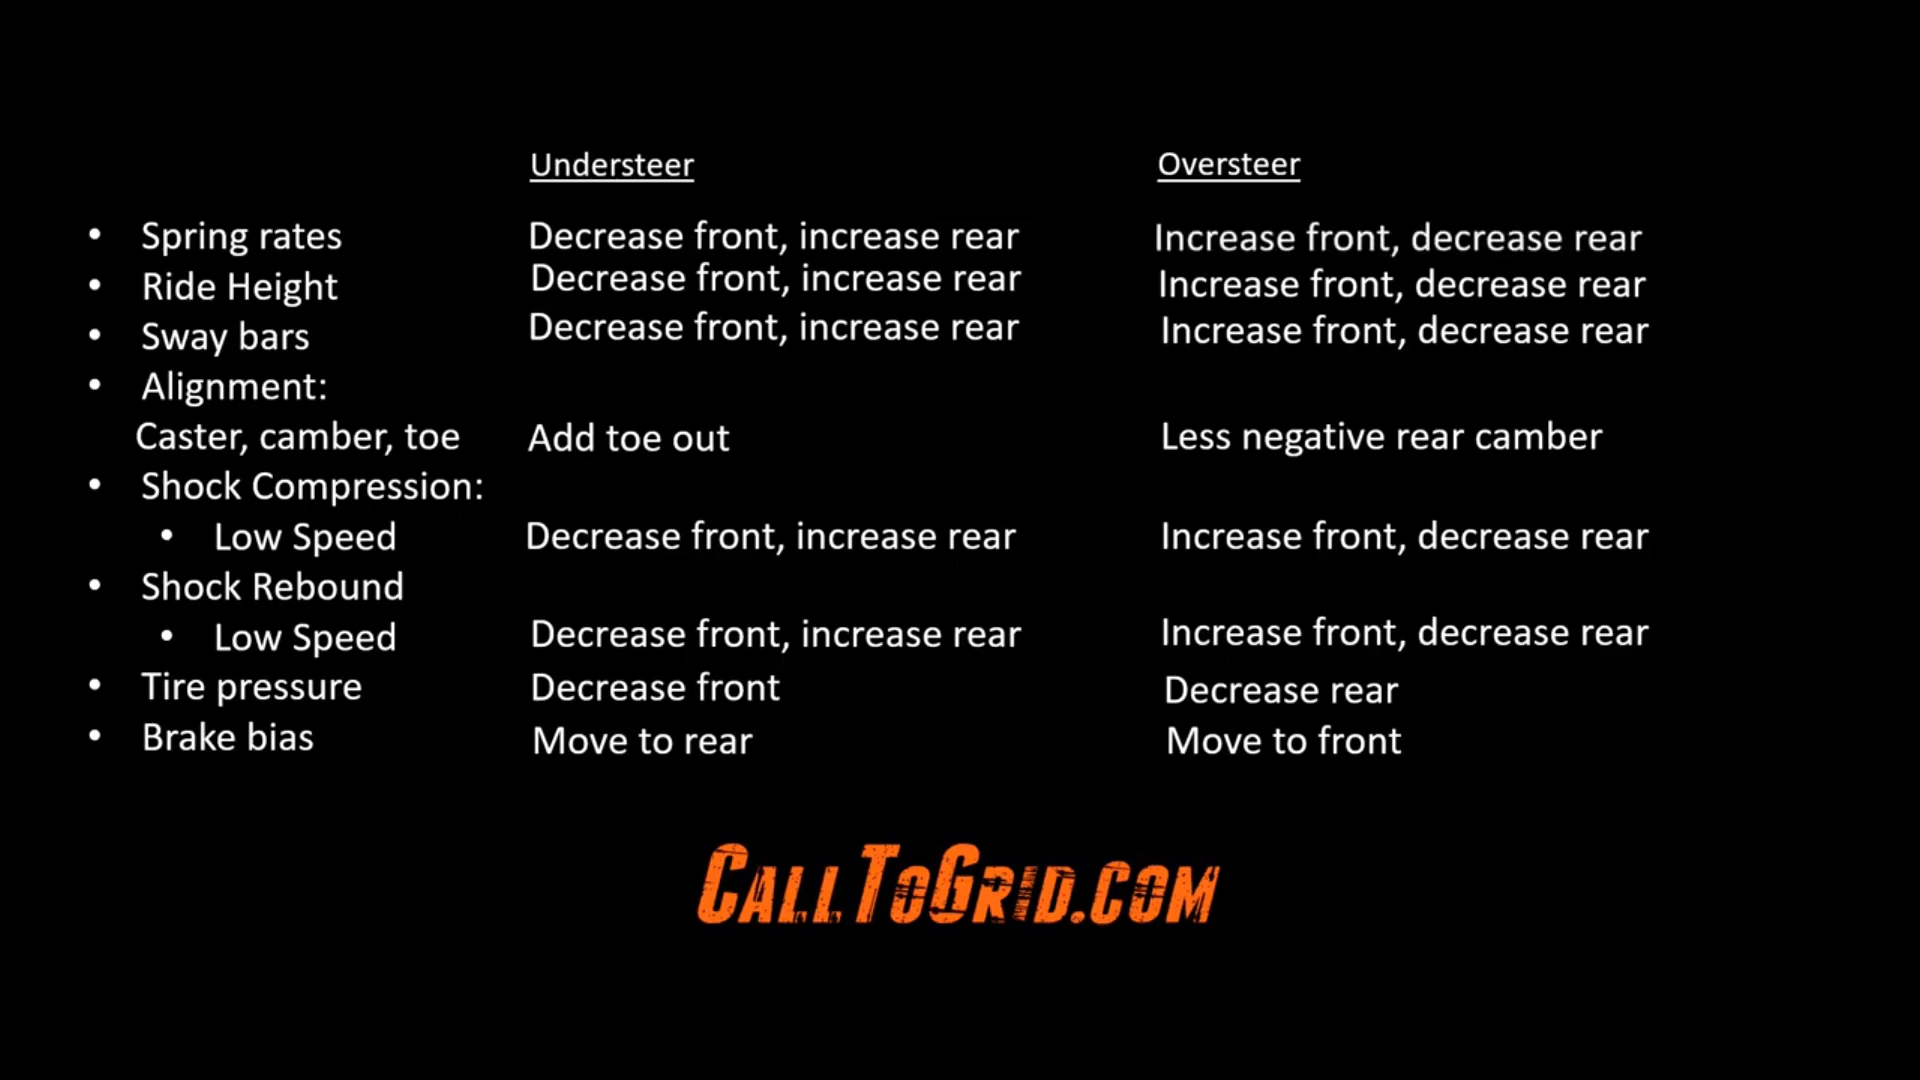 Understeer Oversteer
• Spring rates Decrease front, increase rear Increase front, decrease rear
• Ride Height Decrease front, increase rear Increase front, decrease rear
• Sway bars Decrease front, increase rear Increase front, decrease rear
• Alignment:
Caster, camber, toe Add toe out Less negative rear camber
• Shock Compression:
• Low Speed Decrease front, increase rear Increase front, decrease rear
• Shock Rebound
• Low Speed Decrease front, increase rear Increase front, decrease rear
• Tire pressure Decrease front Decrease rear
• Brake bias Move to rear Move to front
CallToGrid.com